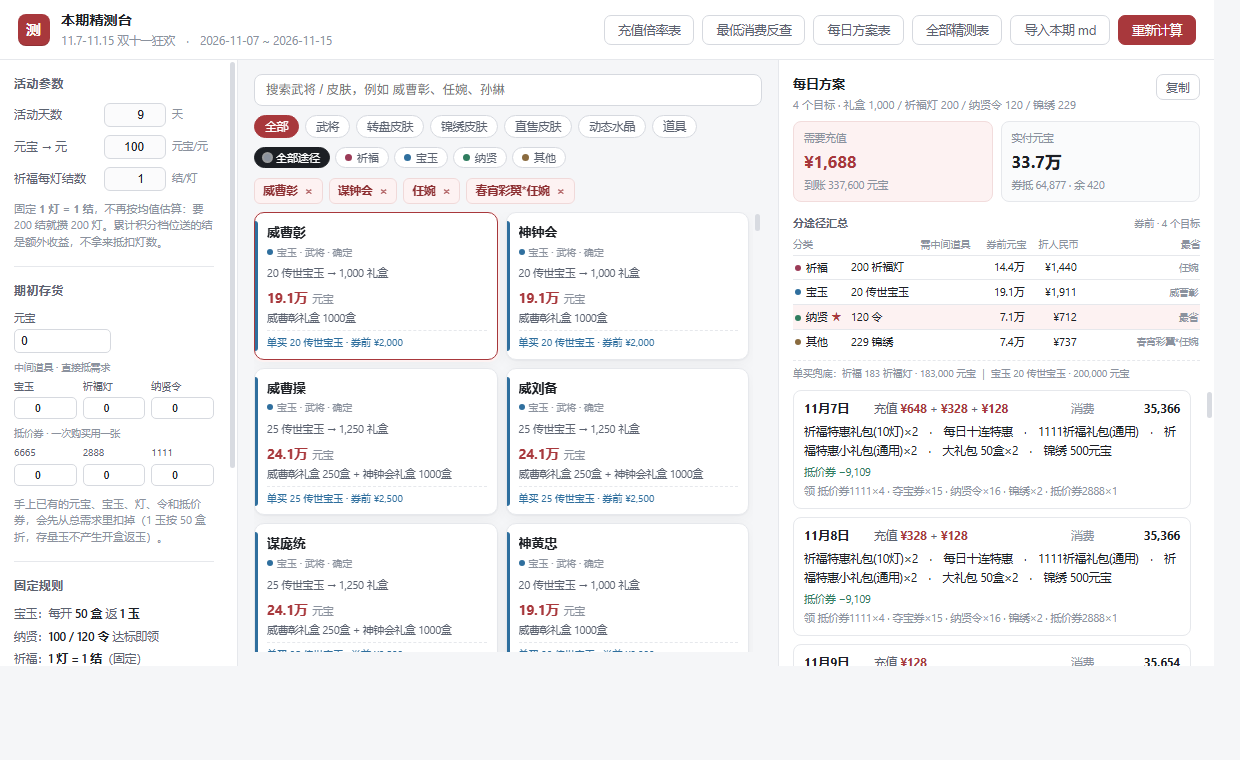 测 本期精测台
11.7-11.15 双十一狂欢 · 2026-11-07 ~ 2026-11-15
充值倍率表 最低消费反查 每日方案表 全部精测表 导入本期 md 重新计算
活动参数
活动天数 9 天
元宝 → 元 100 元宝/元
祈福每灯结数 1 结/灯
固定 1 灯 = 1 结，不再按均值估算：要
200 结就攒 200 灯。累计积分档位送的结
是额外收益，不拿来抵扣灯数。
期初存货
元宝
0
中间道具 · 直接抵需求
宝玉 祈福灯 纳贤令
0 0 0
抵价券 · 一次购买用一张
6665 2888 1111
0 0 0
手上已有的元宝、宝玉、灯、令和抵价
券，会先从总需求里扣掉（1 玉按 50 盒
折，存量玉不产生开盒返玉）。
固定规则
宝玉：每开 50 盒 返 1 玉
纳贤：100 / 120 令 达标即领
祈福：1 灯 = 1 结（固定）
搜索武将 / 皮肤，例如 威曹彰、任婉、孙綝
全部 武将 转盘皮肤 锦绣皮肤 直售皮肤 动态水晶 道具
全部途径 祈福 宝玉 纳贤 其他
威曹彰 × 谋钟会 × 任婉 × 春宵彩翼*任婉 ×
威曹彰
宝玉 · 武将 · 确定
20 传世宝玉 → 1,000 礼盒
19.1万 元宝
威曹彰礼盒 1000盒
单买 20 传世宝玉 · 券前 ¥2,000
神钟会
宝玉 · 武将 · 确定
20 传世宝玉 → 1,000 礼盒
19.1万 元宝
威曹彰礼盒 1000盒
单买 20 传世宝玉 · 券前 ¥2,000
威曹操
宝玉 · 武将 · 确定
25 传世宝玉 → 1,250 礼盒
24.1万 元宝
威曹彰礼盒 250盒 + 神钟会礼盒 1000盒
单买 25 传世宝玉 · 券前 ¥2,500
威刘备
宝玉 · 武将 · 确定
25 传世宝玉 → 1,250 礼盒
24.1万 元宝
威曹彰礼盒 250盒 + 神钟会礼盒 1000盒
单买 25 传世宝玉 · 券前 ¥2,500
谋庞统
宝玉 · 武将 · 确定
25 传世宝玉 → 1,250 礼盒
24.1万 元宝
威曹彰礼盒 250盒 + 神钟会礼盒 1000盒
神黄忠
宝玉 · 武将 · 确定
20 传世宝玉 → 1,000 礼盒
19.1万 元宝
威曹彰礼盒 1000盒
每日方案 复制
4 个目标 · 礼盒 1,000 / 祈福灯 200 / 纳贤令 120 / 锦绣 229
需要充值
¥1,688
到账 337,600 元宝
实付元宝
33.7万
券抵 64,877 · 余 420
分途径汇总 券前 · 4 个目标
分类 需中间道具 券前元宝 折人民币 最省
祈福 200 祈福灯 14.4万 ¥1,440 任婉
宝玉 20 传世宝玉 19.1万 ¥1,911 威曹彰
纳贤 ★ 120 令 7.1万 ¥712 最省
其他 229 锦绣 7.4万 ¥737 春宵彩翼*任婉
单买兜底：祈福 183 祈福灯 · 183,000 元宝 | 宝玉 20 传世宝玉 · 200,000 元宝
11月7日 充值 ¥648 + ¥328 + ¥128 消费 35,366
祈福特惠礼包(10灯)×2 · 每日十连特惠 · 1111祈福礼包(通用) · 祈
福特惠小礼包(通用)×2 · 大礼包 50盒×2 · 锦绣 500元宝
抵价券 −9,109
领 抵价券1111×4 · 夺宝券×15 · 纳贤令×16 · 锦绣×2 · 抵价券2888×1
11月8日 充值 ¥328 + ¥128 消费 35,366
祈福特惠礼包(10灯)×2 · 每日十连特惠 · 1111祈福礼包(通用) · 祈
福特惠小礼包(通用)×2 · 大礼包 50盒×2 · 锦绣 500元宝
抵价券 −9,109
领 抵价券1111×4 · 夺宝券×15 · 纳贤令×16 · 锦绣×2 · 抵价券2888×1
11月9日 充值 ¥128 消费 35,654